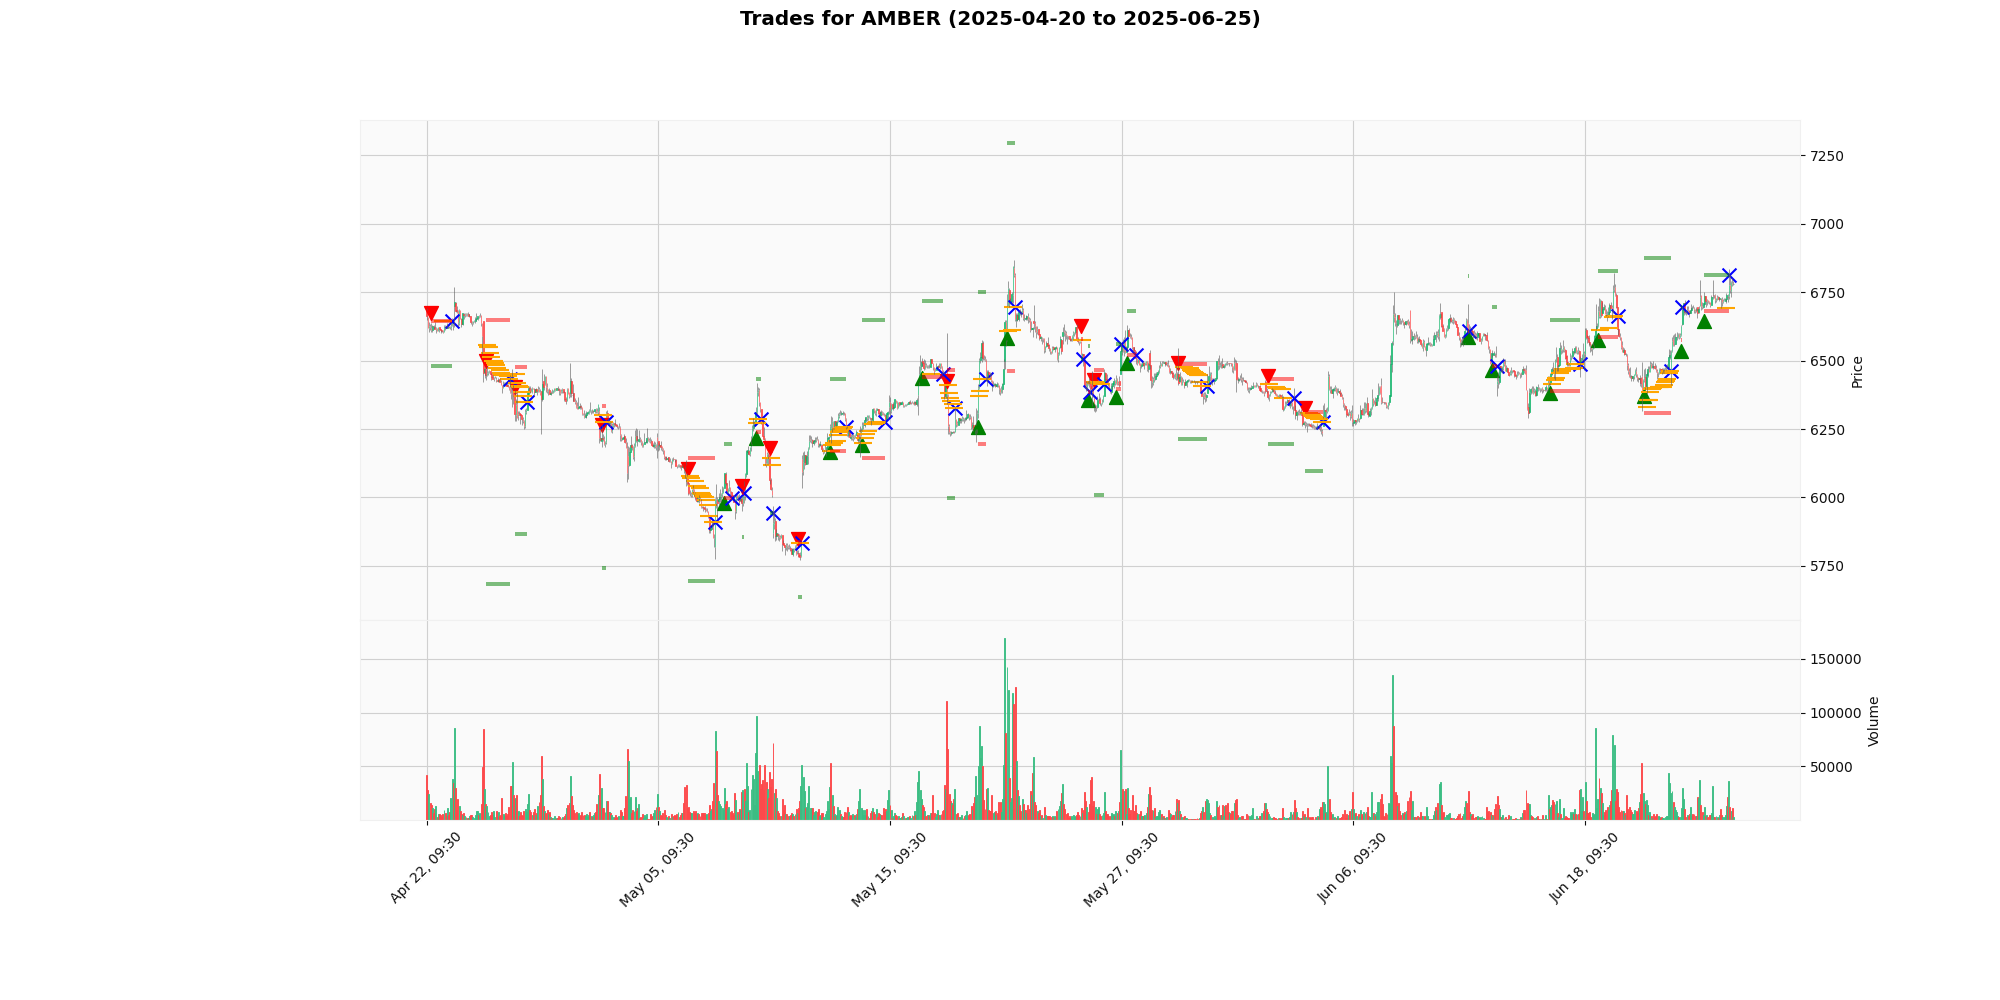 Trades for AMBER (2025-04-20 to 2025-06-25)
7250
7000
6750
6500
6250
6000
5750
Price
150000
100000
50000
Volume
Apr 22, 09:30
May 05, 09:30
May 15, 09:30
May 27, 09:30
Jun 06, 09:30
Jun 18, 09:30